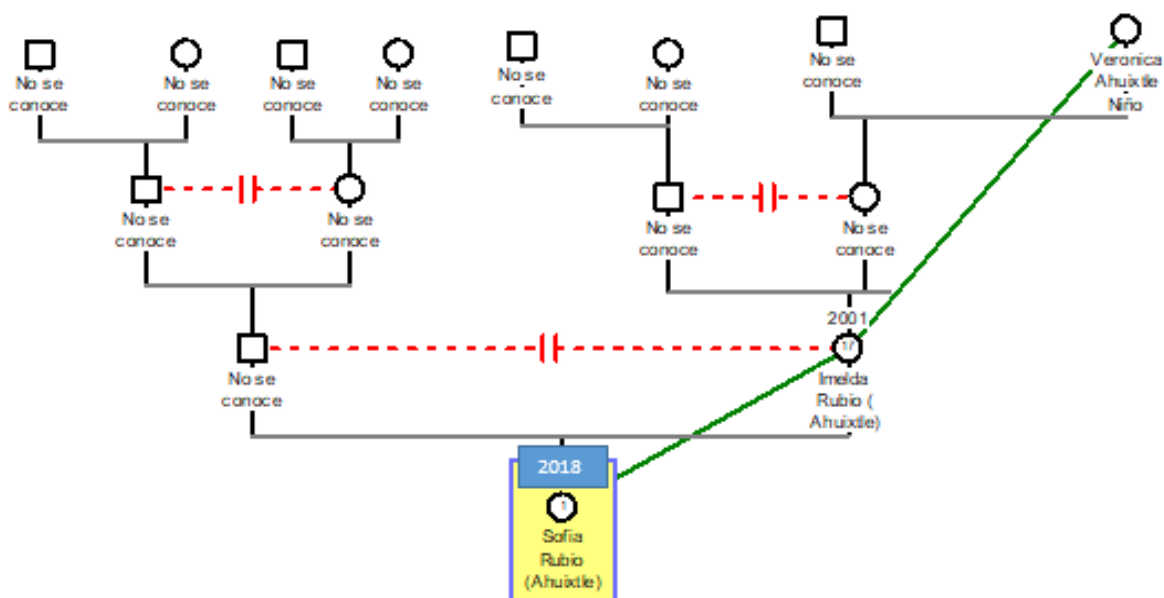 No se
conoce
No se
conoce
No se
conoce
No se
conoce
No se
conoce
No se
conoce
No se
conoce
Veronica
Ahuixtle
Niño
No se
conoce
No se
conoce
No se
conoce
No se
conoce
2001
17
No se
conoce
Imelda
Rubio (
Ahuixtle)
2018
1
Sofia
Rubio
(Ahuixtle)